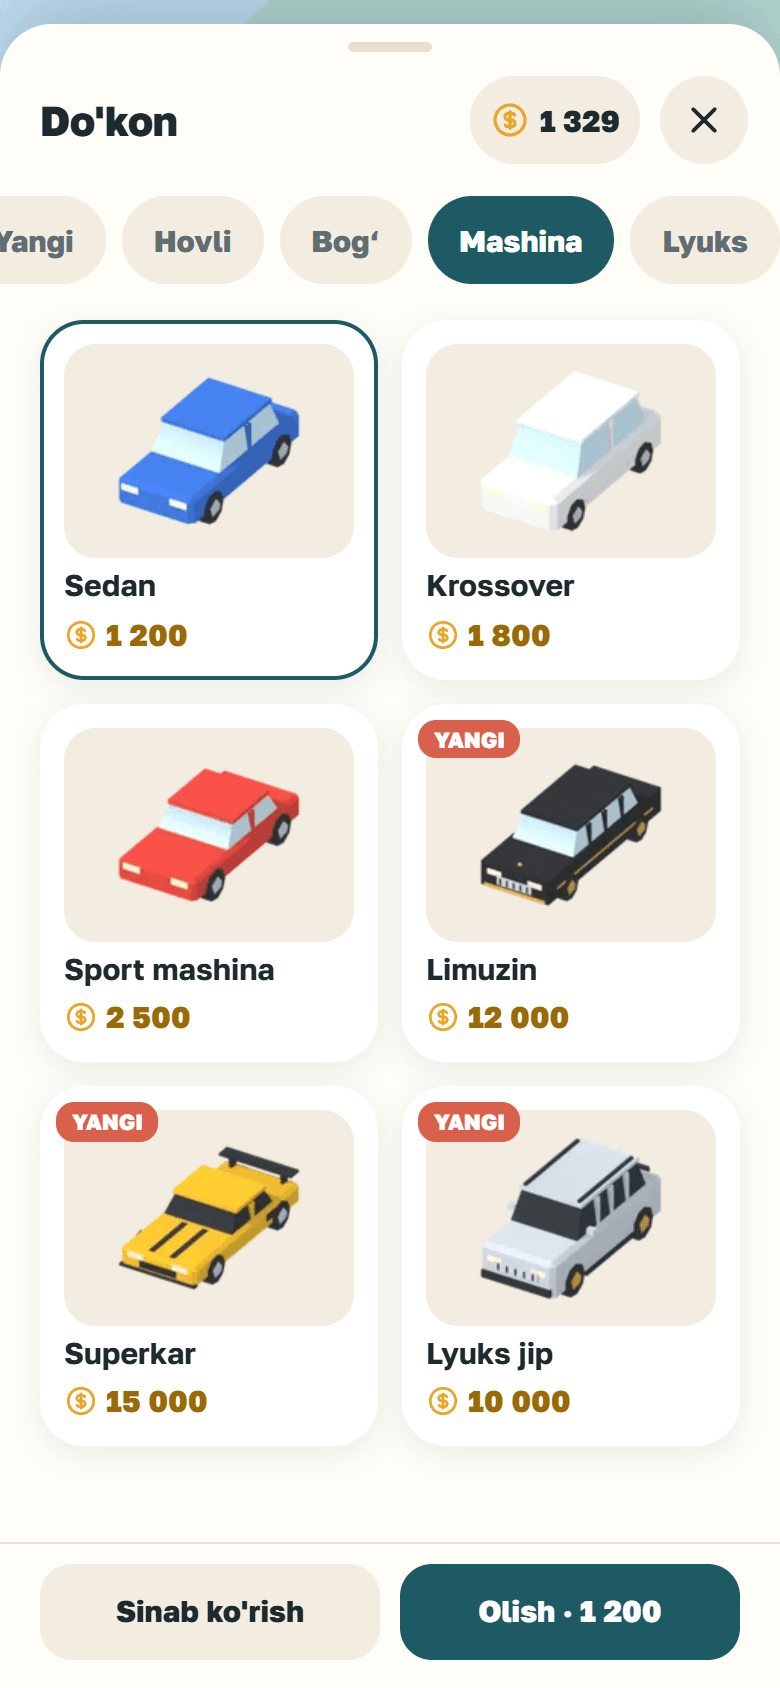 Do'kon
1 329
Yangi
Hovli
Bog‘
Mashina
Lyuks
Sedan
1 200
Krossover
1 800
Sport mashina
2 500
YANGI
Limuzin
12 000
YANGI
Superkar
15 000
YANGI
Lyuks jip
10 000
Sinab ko'rish
Olish · 1 200